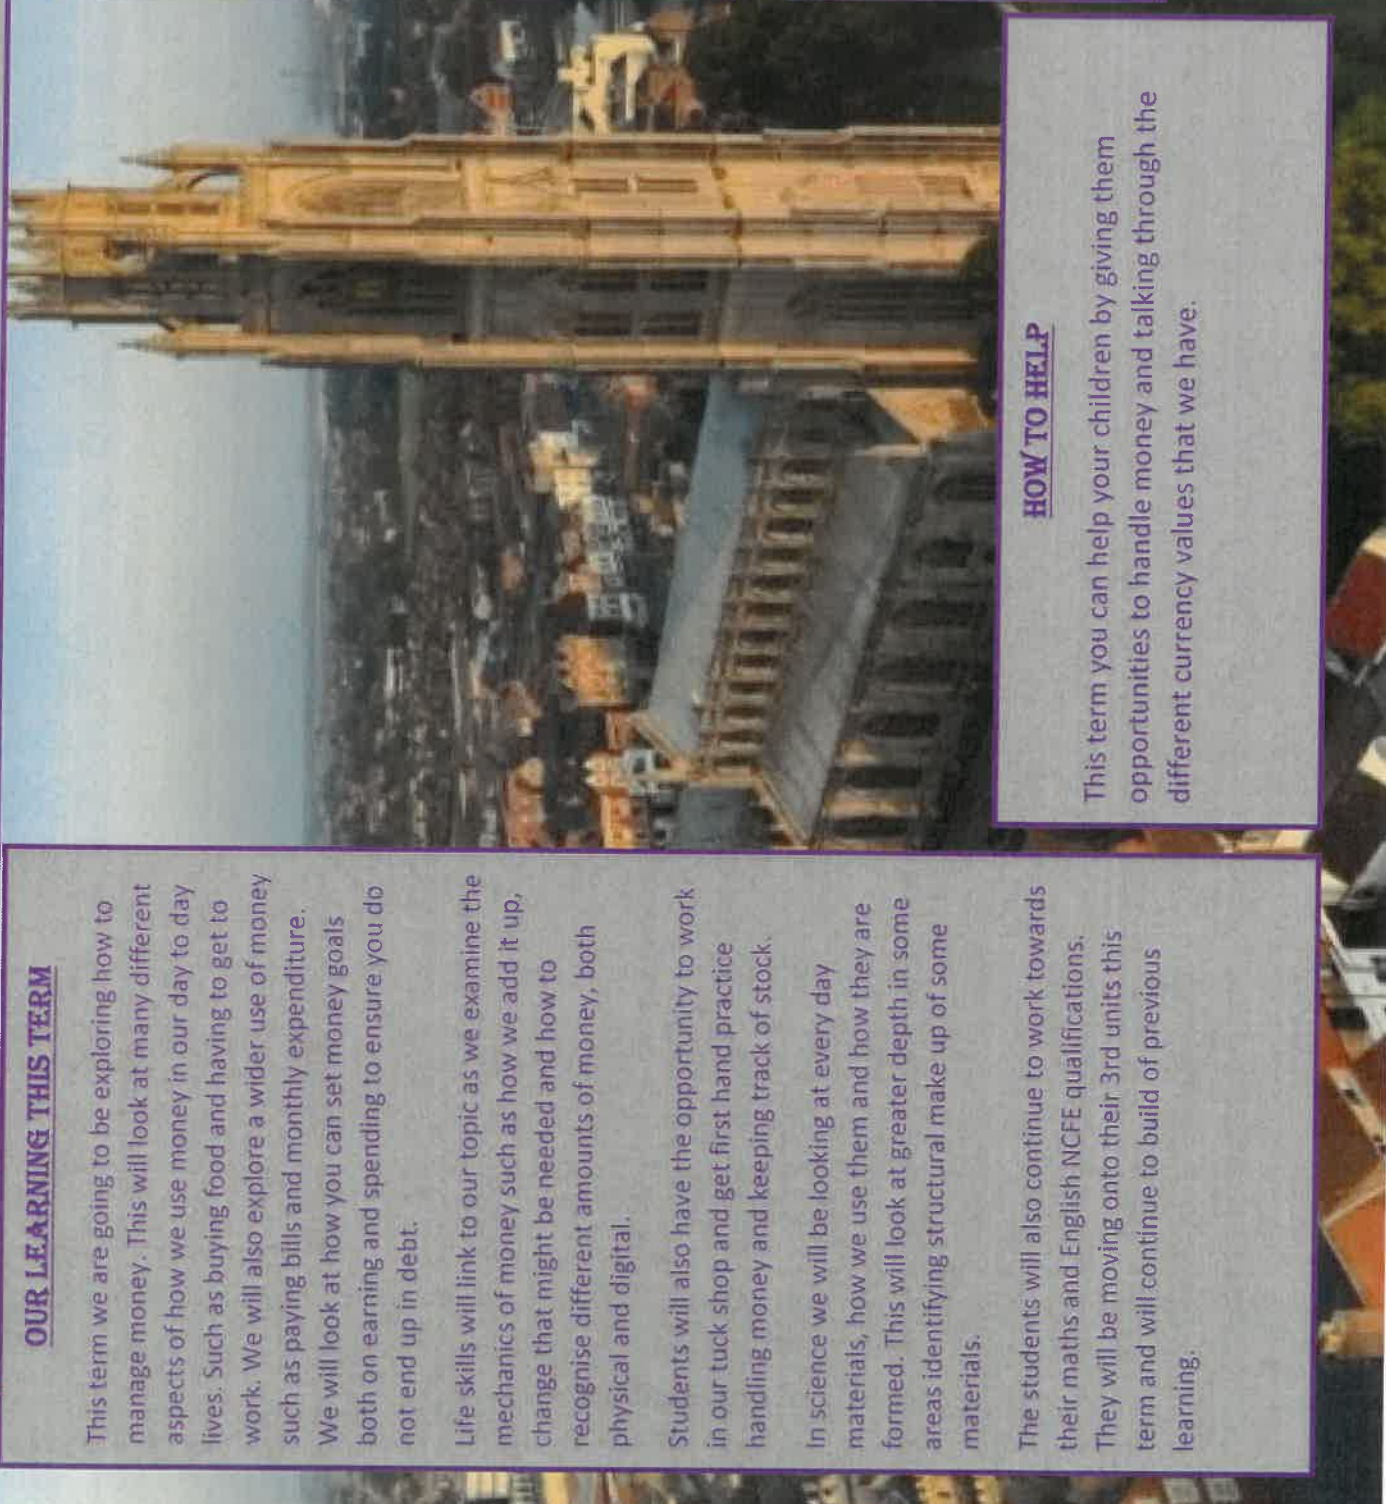 OUR LEARNING THIS TERM
This term we are going to be exploring how to
manage money. This will look at many different
aspects of how we use money in our day to day
lives. Such as buying food and having to get to
work. We will also explore a wider use of money
such as paying bills and monthly expenditure.
We will look at how you can set money goals
both on earning and spending to ensure you do
not end up in debt.
Life skills will link to our topic as we examine the
mechanics of money such as how we add it up,
change that might be needed and how to
recognise different amounts of money, both
physical and digital.
Students will also have the opportunity to work
in our tuck shop and get first hand practice
handling money and keeping track of stock.
In science we will be looking at every day
materials, how we use them and how they are
formed. This will look at greater depth in some
areas identifying structural make up of some
materials.
The students will also continue to work towards
their maths and English NCFE qualifications.
They will be moving onto their 3rd units this
term and will continue to build of previous
learning.
HOW TO HELP
This term you can help your children by giving them
opportunities to handle money and talking through the
different currency values that we have.